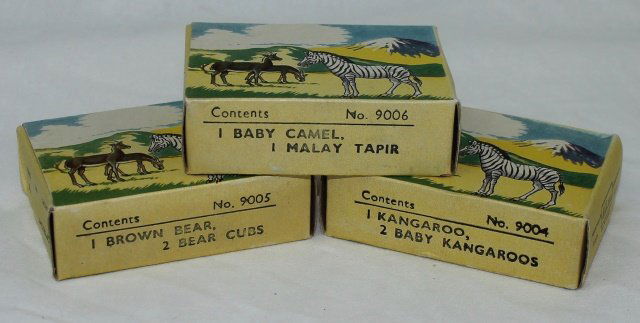 Contents No. 9006
1 BABY CAMEL,
1 MALAY TAPIR
Contents No. 9005
1 BROWN BEAR,
2 BEAR CUBS
Contents No. 9004
1 KANGAROO,
2 BABY KANGAROOS